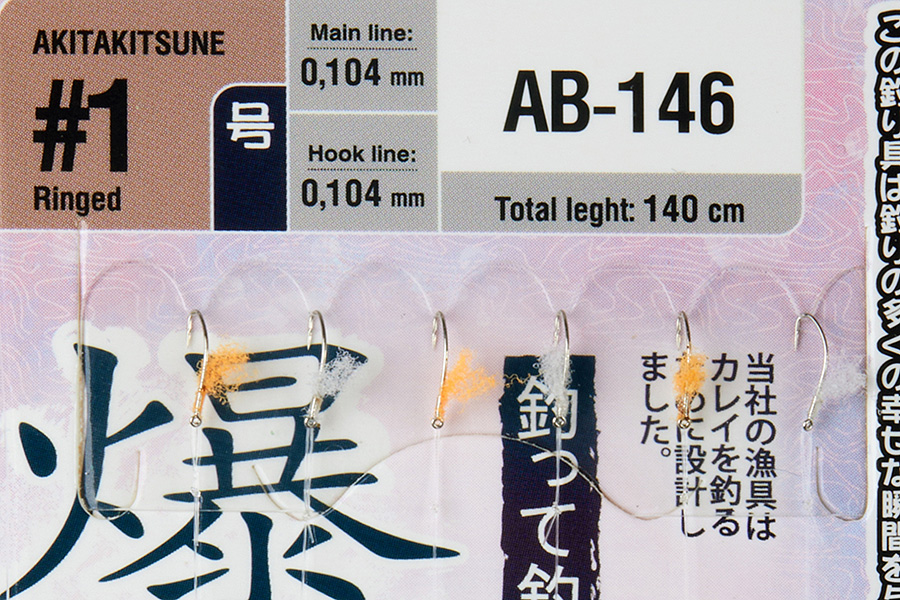 AKITAKITSUNE
#1
Ringed
号
Main line:
0,104 mm
Hook line:
0,104 mm
AB-146
Total leght: 140 cm
この釣り具は釣りの多くの幸せな瞬間を
爆
釣って釣
当社の漁具は
カレイを釣る
に設計し
ました。